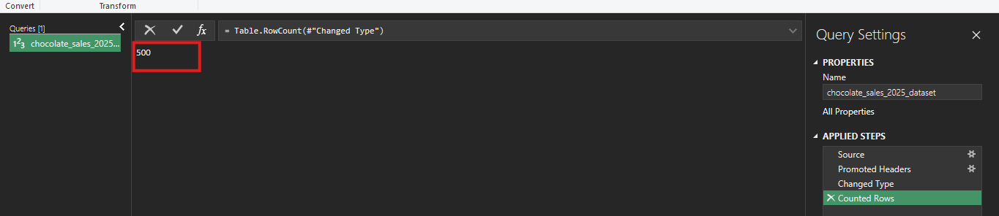 Convert
Transform
Queries [1]
chocolate_sales_2025...
= Table.RowCount(#"Changed Type")
500
Query Settings
PROPERTIES
Name
chocolate_sales_2025_dataset
All Properties
APPLIED STEPS
Source
Promoted Headers
Changed Type
Counted Rows